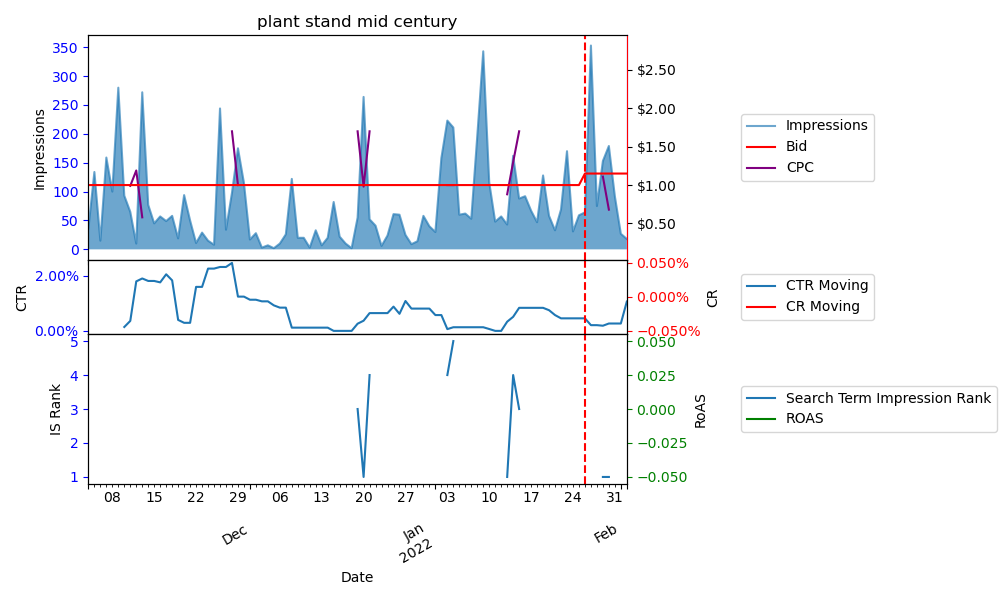 plant stand mid century
350
300
250
200
150
100
50
0
Impressions
$2.50
$2.00
$1.50
$1.00
$0.50
Impressions
Bid
CPC
2.00%
0.00%
CTR
0.050%
0.000%
-0.050%
CR
CTR Moving
CR Moving
5
4
3
2
1
IS Rank
0.050
0.025
0.000
−0.025
−0.050
RoAS
Search Term Impression Rank
ROAS
08 15 22 29 06 13 20 27 03 10 17 24 31
Dec Jan Feb
2022
Date